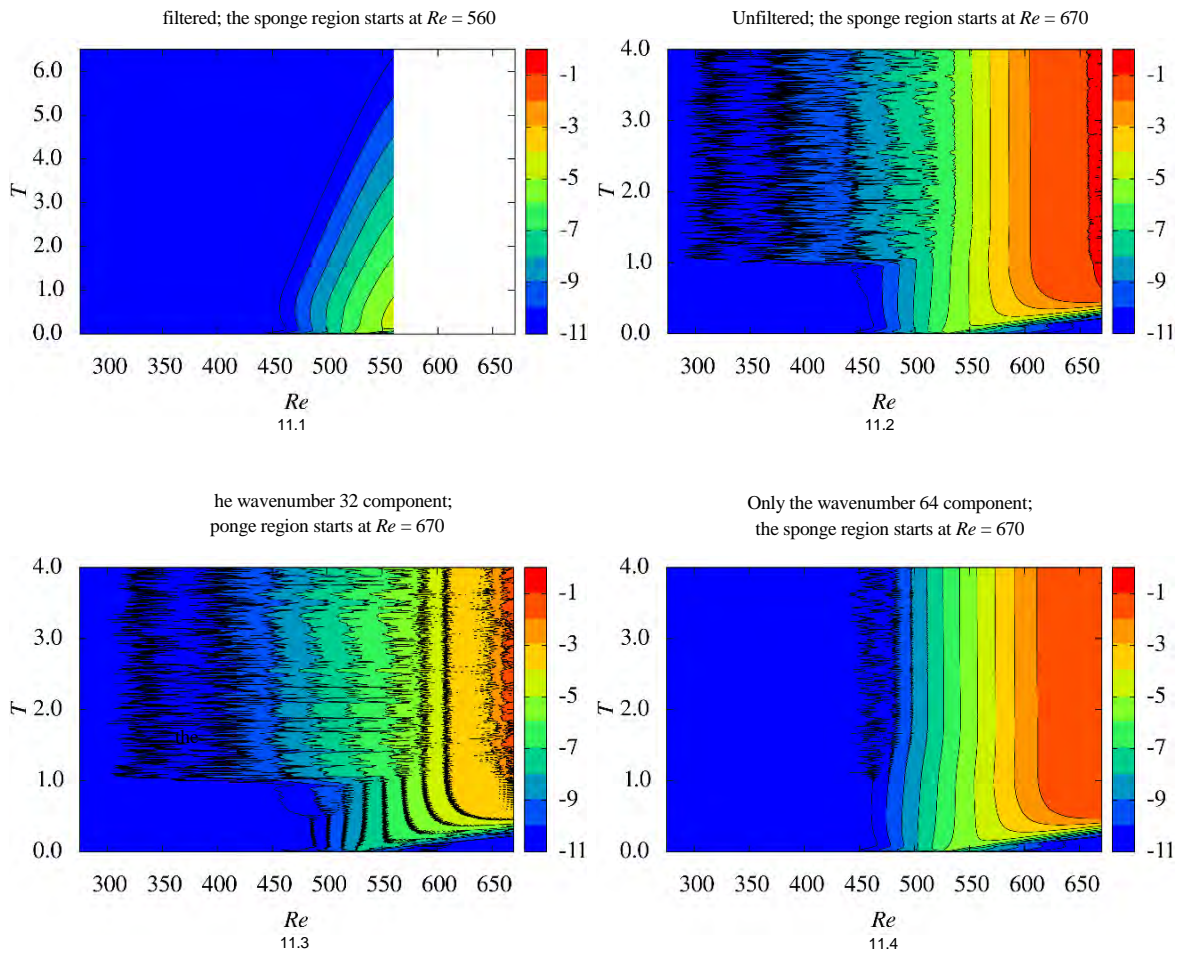 filtered; the sponge region starts at Re = 560
6.0
5.0
4.0
3.0
2.0
1.0
0.0
T
300 350 400 450 500 550 600 650
Re
-1
-3
-5
-7
-9
-11
11.1
Unfiltered; the sponge region starts at Re = 670
4.0
3.0
2.0
1.0
0.0
T
300 350 400 450 500 550 600 650
Re
-1
-3
-5
-7
-9
-11
11.2
he wavenumber 32 component;
ponge region starts at Re = 670
4.0
3.0
2.0
1.0
0.0
T
the
300 350 400 450 500 550 600 650
Re
-1
-3
-5
-7
-9
-11
11.3
Only the wavenumber 64 component;
the sponge region starts at Re = 670
4.0
3.0
2.0
1.0
0.0
T
300 350 400 450 500 550 600 650
Re
-1
-3
-5
-7
-9
-11
11.4